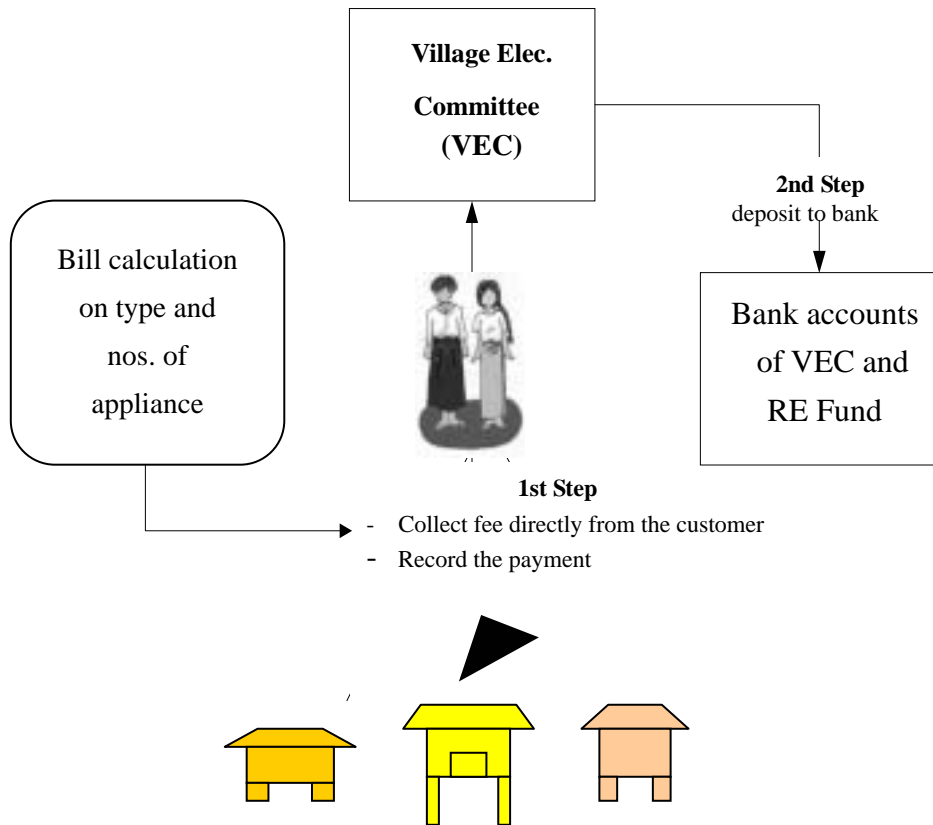 Village Elec.
Committee
(VEC)
2nd Step
deposit to bank
Bill calculation
on type and
nos. of
appliance
Bank accounts
of VEC and
RE Fund
1st Step
- Collect fee directly from the customer
- Record the payment